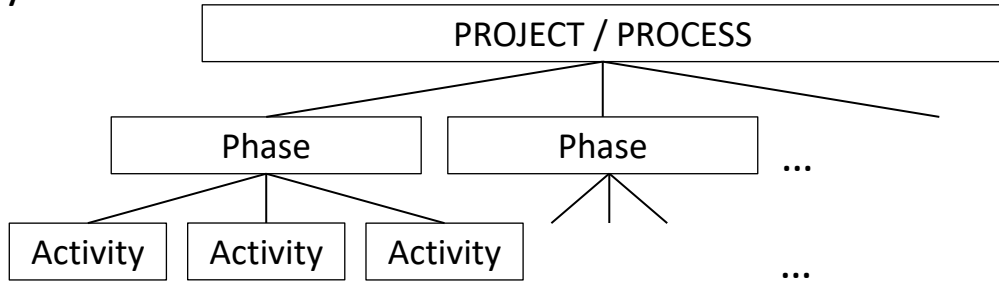 PROJECT / PROCESS
Phase Phase ...
Activity Activity Activity ...